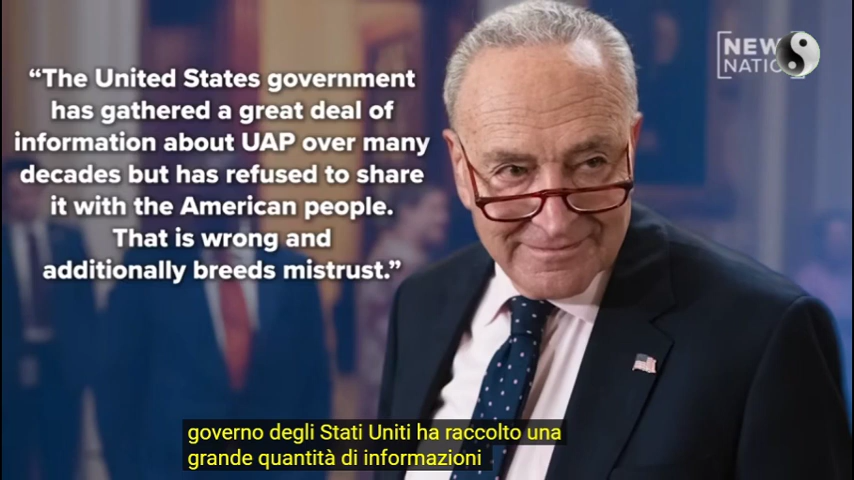 “The United States government
has gathered a great deal of
information about UAP over many
decades but has refused to share
it with the American people.
That is wrong and
additionally breeds mistrust.”
NEWS
NATION
governo degli Stati Uniti ha raccolto una
grande quantità di informazioni